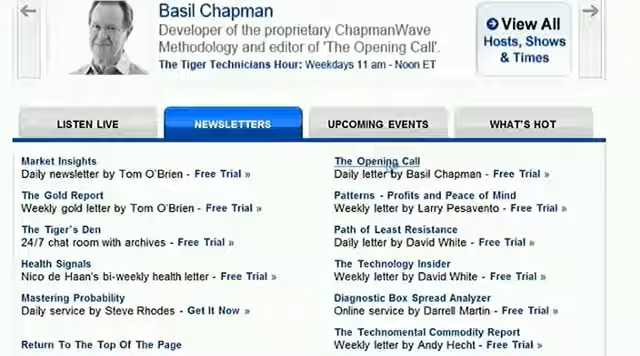 Basil Chapman
Developer of the proprietary ChapmanWave
Methodology and editor of 'The Opening Call'.
The Tiger Technicians Hour: Weekdays 11 am - Noon ET
View All
Hosts, Shows
& Times
LISTEN LIVE
NEWSLETTERS
UPCOMING EVENTS
WHAT'S HOT
Market Insights
Daily newsletter by Tom O'Brien - Free Trial »
The Gold Report
Weekly gold letter by Tom O'Brien - Free Trial »
The Tiger's Den
24/7 chat room with archives - Free Trial »
Health Signals
Nico de Haan's bi-weekly health letter - Free Trial »
Mastering Probability
Daily service by Steve Rhodes - Get It Now »
Return To The Top Of The Page
The Opening Call
Daily letter by Basil Chapman - Free Trial »
Patterns - Profits and Peace of Mind
Weekly letter by Larry Pesavento - Free Trial »
Path of Least Resistance
Daily letter by David White - Free Trial »
The Technology Insider
Weekly letter by David White - Free Trial »
Diagnostic Box Spread Analyzer
Online service by Darrell Martin - Free Trial »
The Technomental Commodity Report
Weekly letter by Andy Hecht - Free Trial »